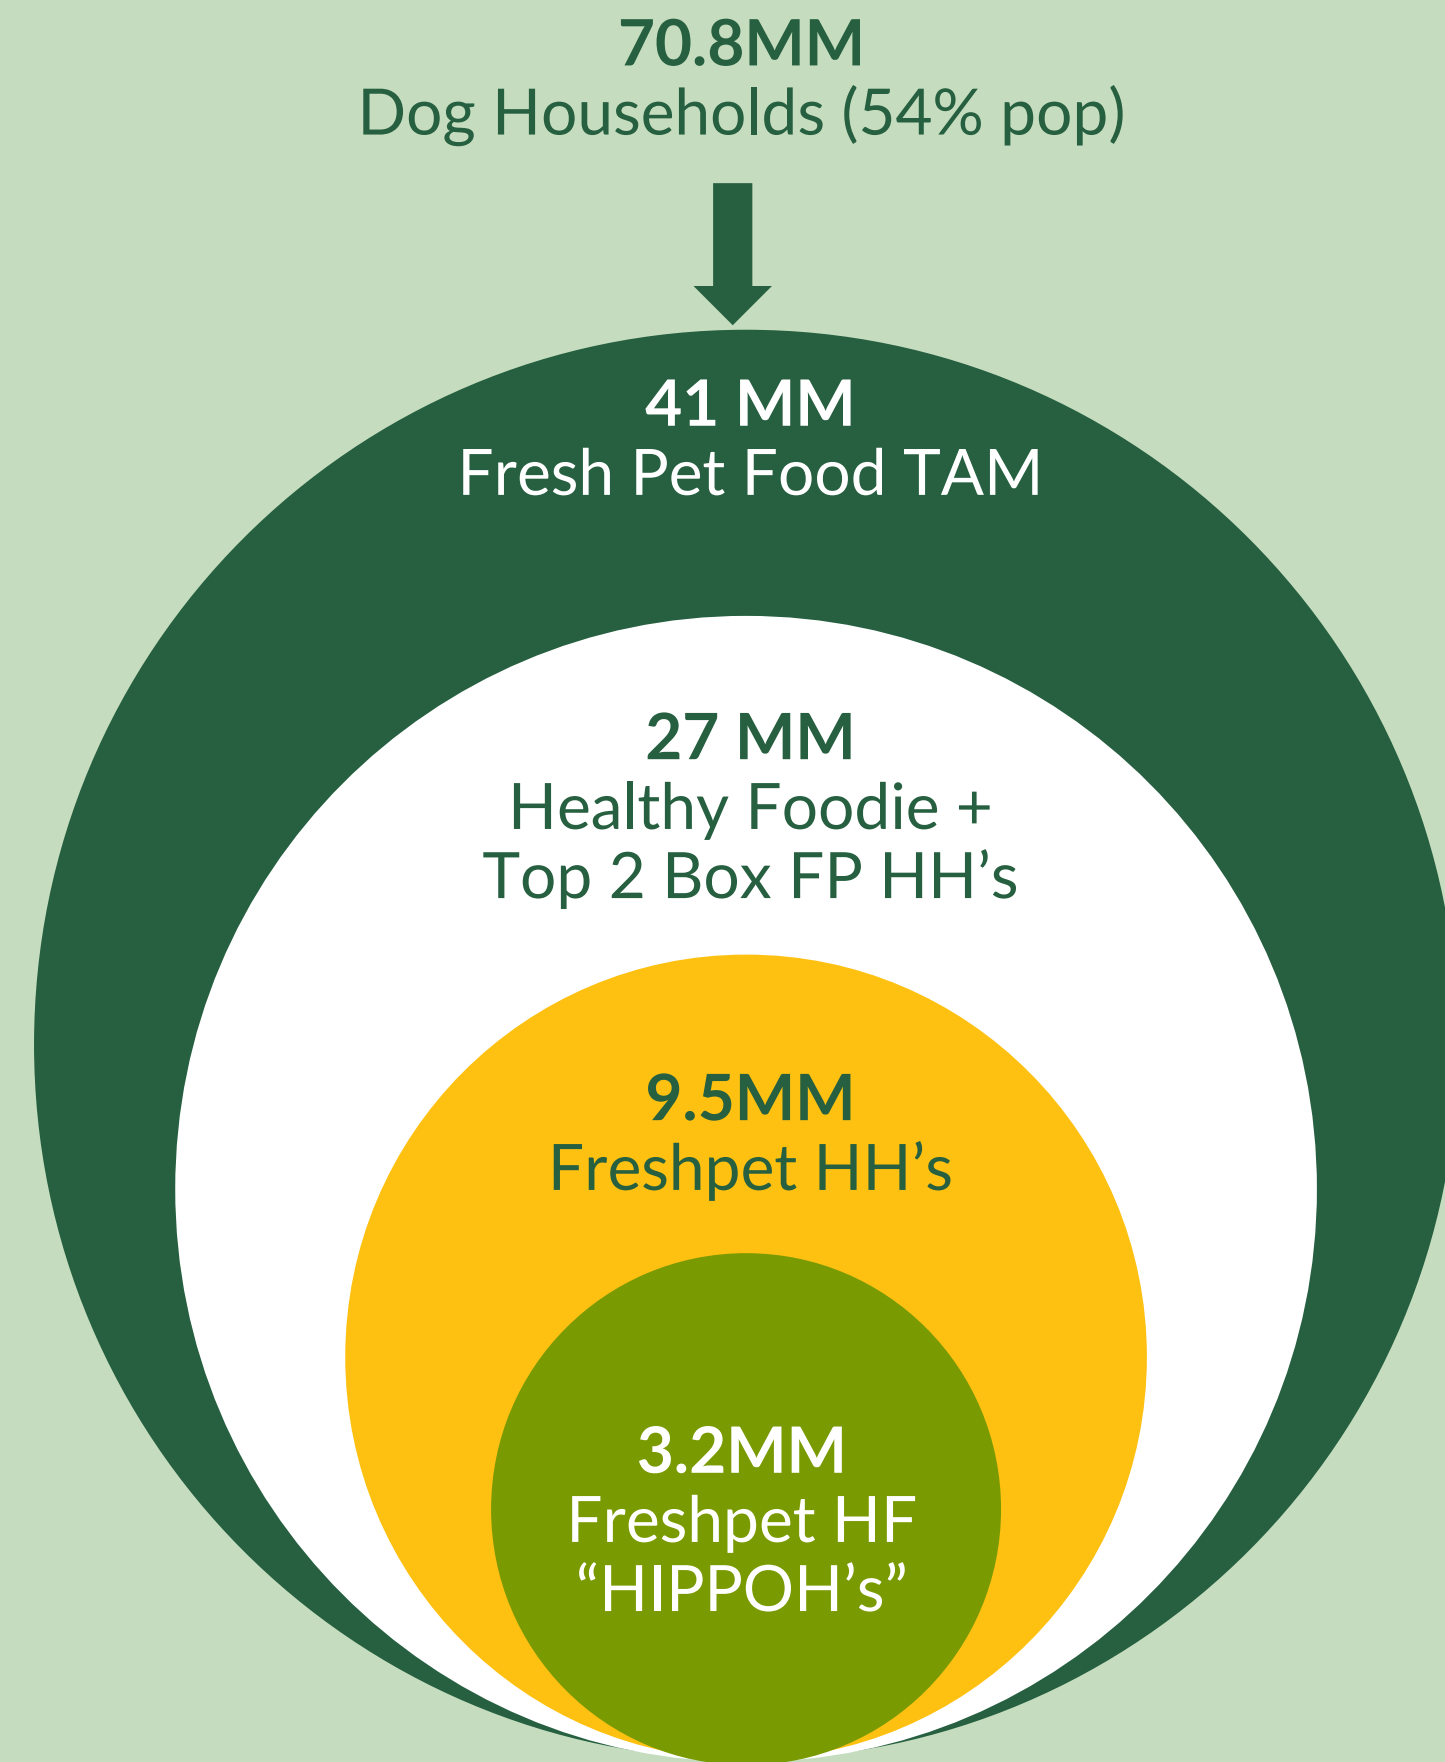 70.8MM
Dog Households (54% pop)
41 MM
Fresh Pet Food TAM
27 MM
Healthy Foodie +
Top 2 Box FP HH’s
9.5MM
Freshpet HH’s
3.2MM
Freshpet HF
“HIPPOH’s”